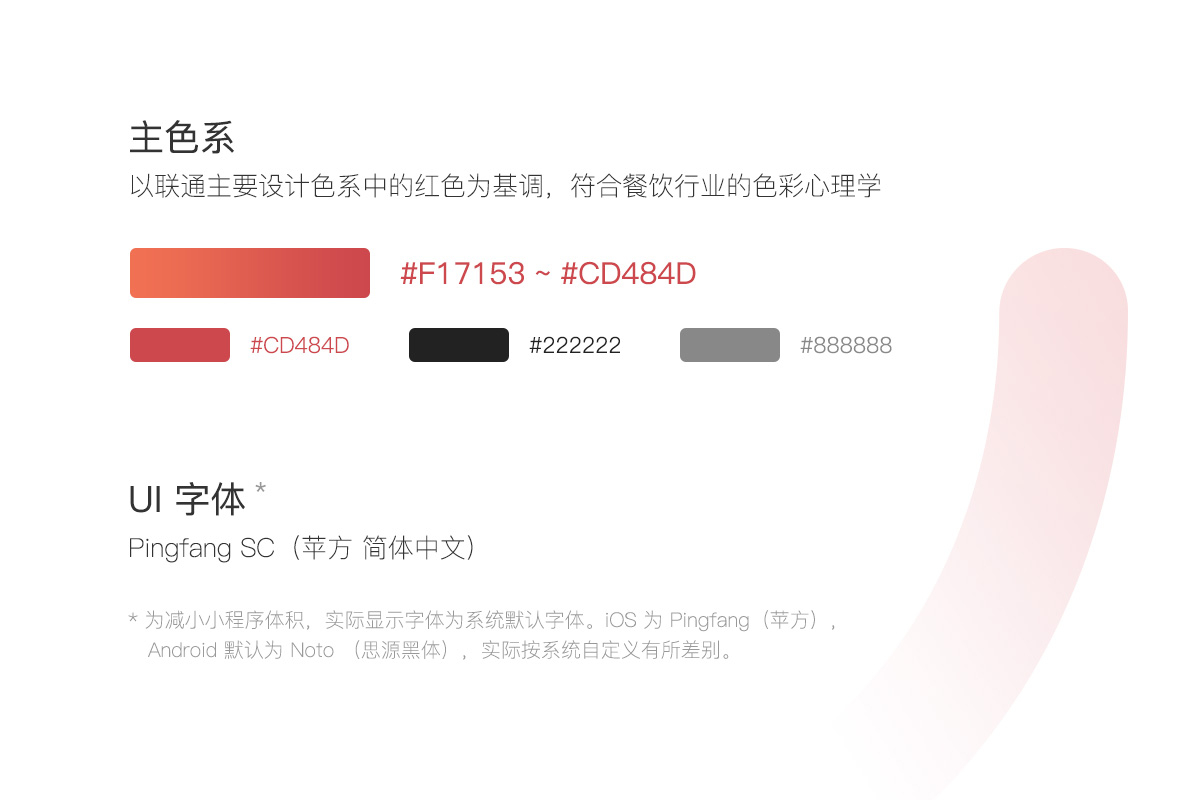 主色系
以联通主要设计色系中的红色为基调，符合餐饮行业的色彩心理学
#F17153 ~ #CD484D
#CD484D #222222 #888888
UI 字体 *
Pingfang SC（苹方 简体中文）
* 为减小小程序体积，实际显示字体为系统默认字体。iOS 为 Pingfang（苹方），
Android 默认为 Noto （思源黑体），实际按系统自定义有所差别。